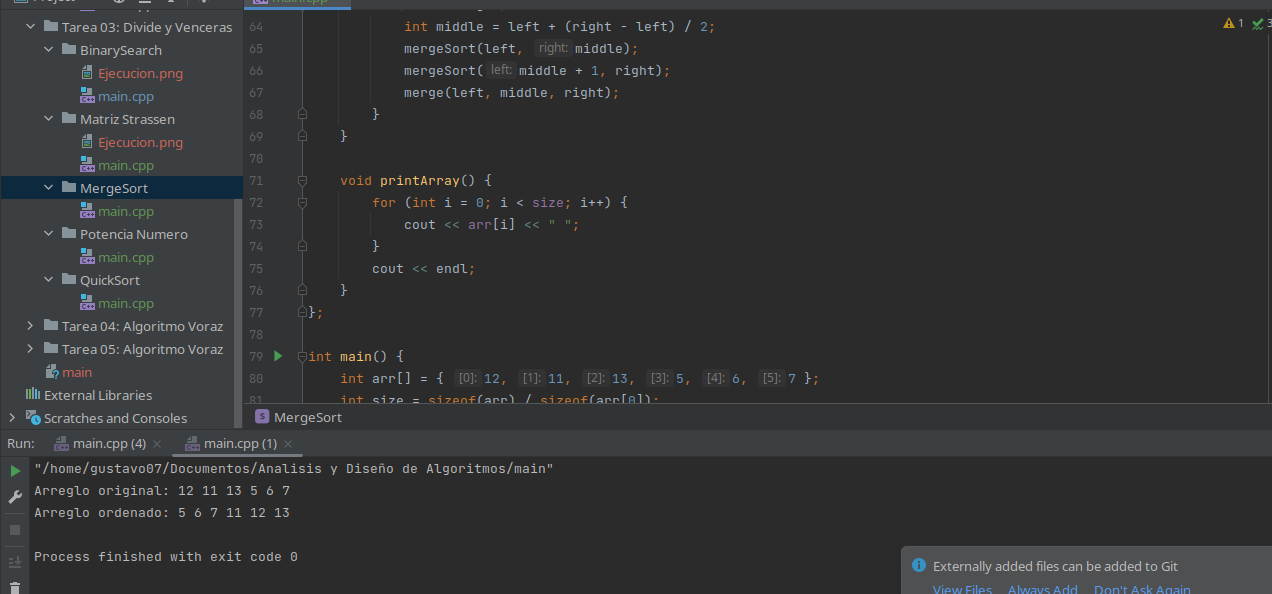 Project
main.cpp
Tarea 03: Divide y Venceras
BinarySearch
Ejecucion.png
main.cpp
Matriz Strassen
Ejecucion.png
main.cpp
MergeSort
main.cpp
Potencia Numero
main.cpp
QuickSort
main.cpp
Tarea 04: Algoritmo Voraz
Tarea 05: Algoritmo Voraz
main
External Libraries
Scratches and Consoles
1 3
64 int middle = left + (right - left) / 2;
65 mergeSort(left, right: middle);
66 mergeSort( left: middle + 1, right);
67 merge(left, middle, right);
68 }
69 }
70
71 void printArray() {
72 for (int i = 0; i < size; i++) {
73 cout << arr[i] << " ";
74 }
75 cout << endl;
76 }
77 };
78
79 int main() {
80 int arr[] = { [0]: 12, [1]: 11, [2]: 13, [3]: 5, [4]: 6, [5]: 7 };
81 int size = sizeof(arr) / sizeof(arr[0]);
S MergeSort
Run: main.cpp (4) main.cpp (1)
"/home/gustavo07/Documentos/Analisis y Diseño de Algoritmos/main"
Arreglo original: 12 11 13 5 6 7
Arreglo ordenado: 5 6 7 11 12 13
Process finished with exit code 0
Externally added files can be added to Git
View Files Always Add Don't Ask Again